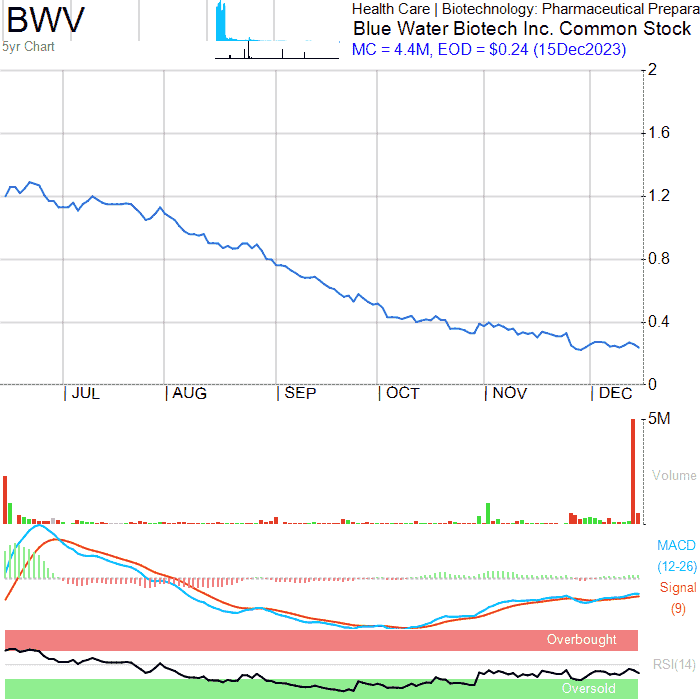 BWV
5yr Chart
Health Care | Biotechnology: Pharmaceutical Prepara
Blue Water Biotech Inc. Common Stock
MC = 4.4M, EOD = $0.24 (15Dec2023)
2
1.6
1.2
0.8
0.4
0
JUL AUG SEP OCT NOV DEC
5M
Volume
MACD
(12-26)
Signal
(9)
Overbought
RSI(14)
Oversold